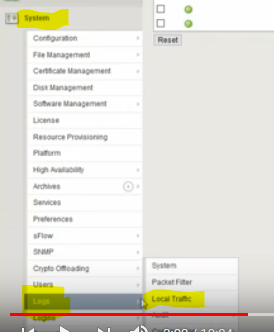 System
Reset
Configuration
File Management
Certificate Management
Disk Management
Software Management
License
Resource Provisioning
Platform
High Availability
Archives
Services
Preferences
sFlow
SNMP
Crypto Offloading
Users
Logs
Logins
System
Packet Filter
Local Traffic